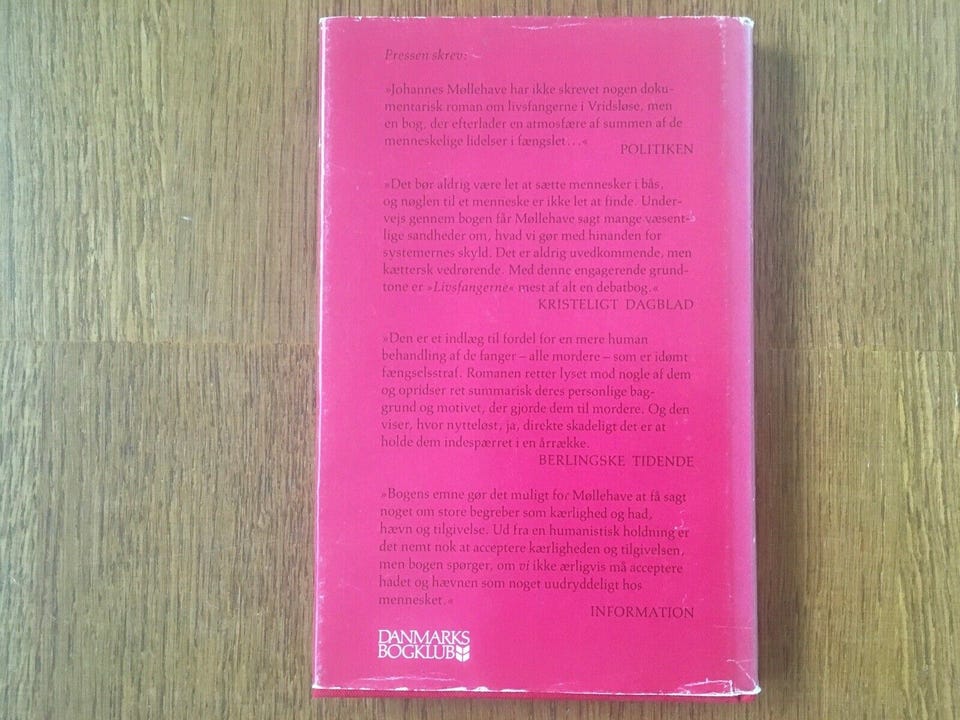 Pressen skrev:
»Johannes Møllehave har ikke skrevet nogen doku-
mentarisk roman om livsfangerne i Vridsløse, men
en bog, der efterlader en atmosfære af summen af de
menneskelige lidelser i fængslet...«
POLITIKEN
»Det bør aldrig være let at sætte mennesker i bås,
og nøglen til et menneske er ikke let at finde. Under-
vejs gennem bogen får Møllehave sagt mange væsent-
lige sandheder om, hvad vi gør med hinanden for
systemernes skyld. Det er aldrig uvedkommende, men
kættersk vedrørende. Med denne engagerende grund-
tone er »Livsfangerne« mest af alt en debatbog.«
KRISTELIGT DAGBLAD
»Den er et indlæg til fordel for en mere human
behandling af de fanger – alle mordere – som er idømt
fængselsstraf. Romanen retter lyset mod nogle af dem
og opridser ret summarisk deres personlige bag-
grund og motivet, der gjorde dem til mordere. Og den
viser, hvor nytteløst, ja, direkte skadeligt det er at
holde dem indespærret i en årrække.
BERLINGSKE TIDENDE
»Bogens emne gør det muligt for Møllehave at få sagt
noget om store begreber som kærlighed og had,
hævn og tilgivelse. Ud fra en humanistisk holdning er
det nemt nok at acceptere kærligheden og tilgivelsen,
men bogen spørger, om vi ikke ærligvis må acceptere
hadet og hævnen som noget uudryddeligt hos
mennesket.«
INFORMATION
DANMARKS
BOGKLUB